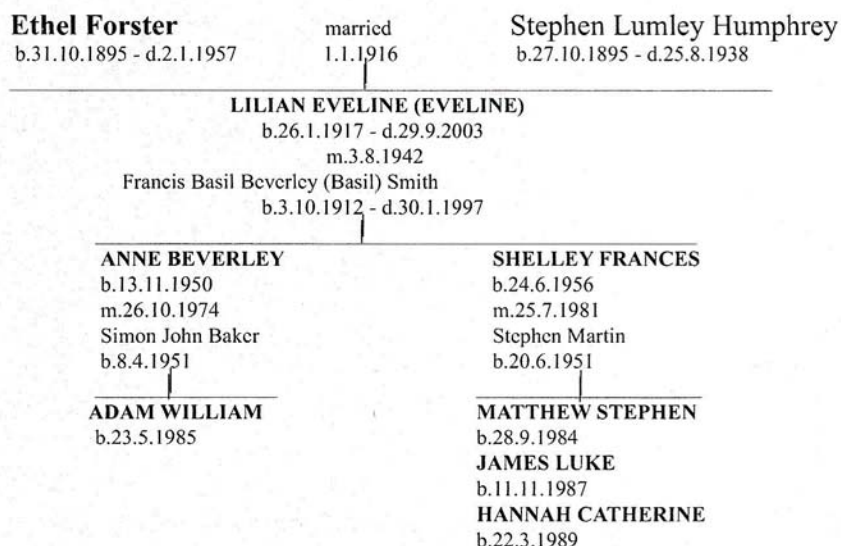 Ethel Forster married Stephen Lumley Humphrey
b.31.10.1895 - d.2.1.1957 1.1.1916 b.27.10.1895 - d.25.8.1938
LILIAN EVELINE (EVELINE)
b.26.1.1917 - d.29.9.2003
m.3.8.1942
Francis Basil Beverley (Basil) Smith
b.3.10.1912 - d.30.1.1997
ANNE BEVERLEY
b.13.11.1950
m.26.10.1974
Simon John Baker
b.8.4.1951
ADAM WILLIAM
b.23.5.1985
SHELLEY FRANCES
b.24.6.1956
m.25.7.1981
Stephen Martin
b.20.6.1951
MATTHEW STEPHEN
b.28.9.1984
JAMES LUKE
b.11.11.1987
HANNAH CATHERINE
b.22.3.1989